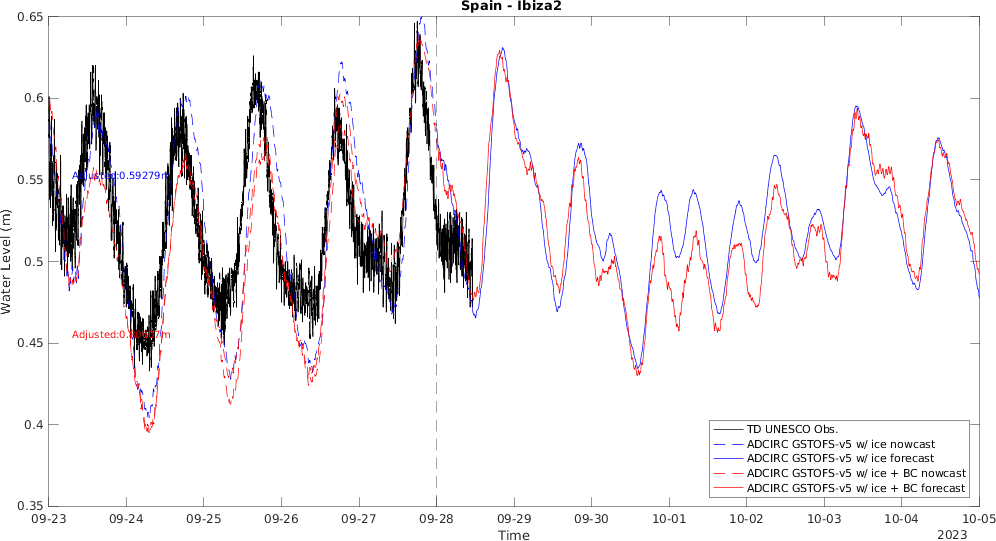 Spain - Ibiza2
0.65
0.6
0.55
0.5
0.45
0.4
0.35
Water Level (m)
Adjusted:0.59279m
09-23
09-24
09-25
09-26
09-27
09-28
09-29
09-30
10-01
10-02
10-03
10-04
10-05
Time
2023
TD UNESCO Obs.
ADCIRC GSTOFS-v5 w/ ice nowcast
ADCIRC GSTOFS-v5 w/ ice forecast
ADCIRC GSTOFS-v5 w/ ice + BC nowcast
ADCIRC GSTOFS-v5 w/ ice + BC forecast